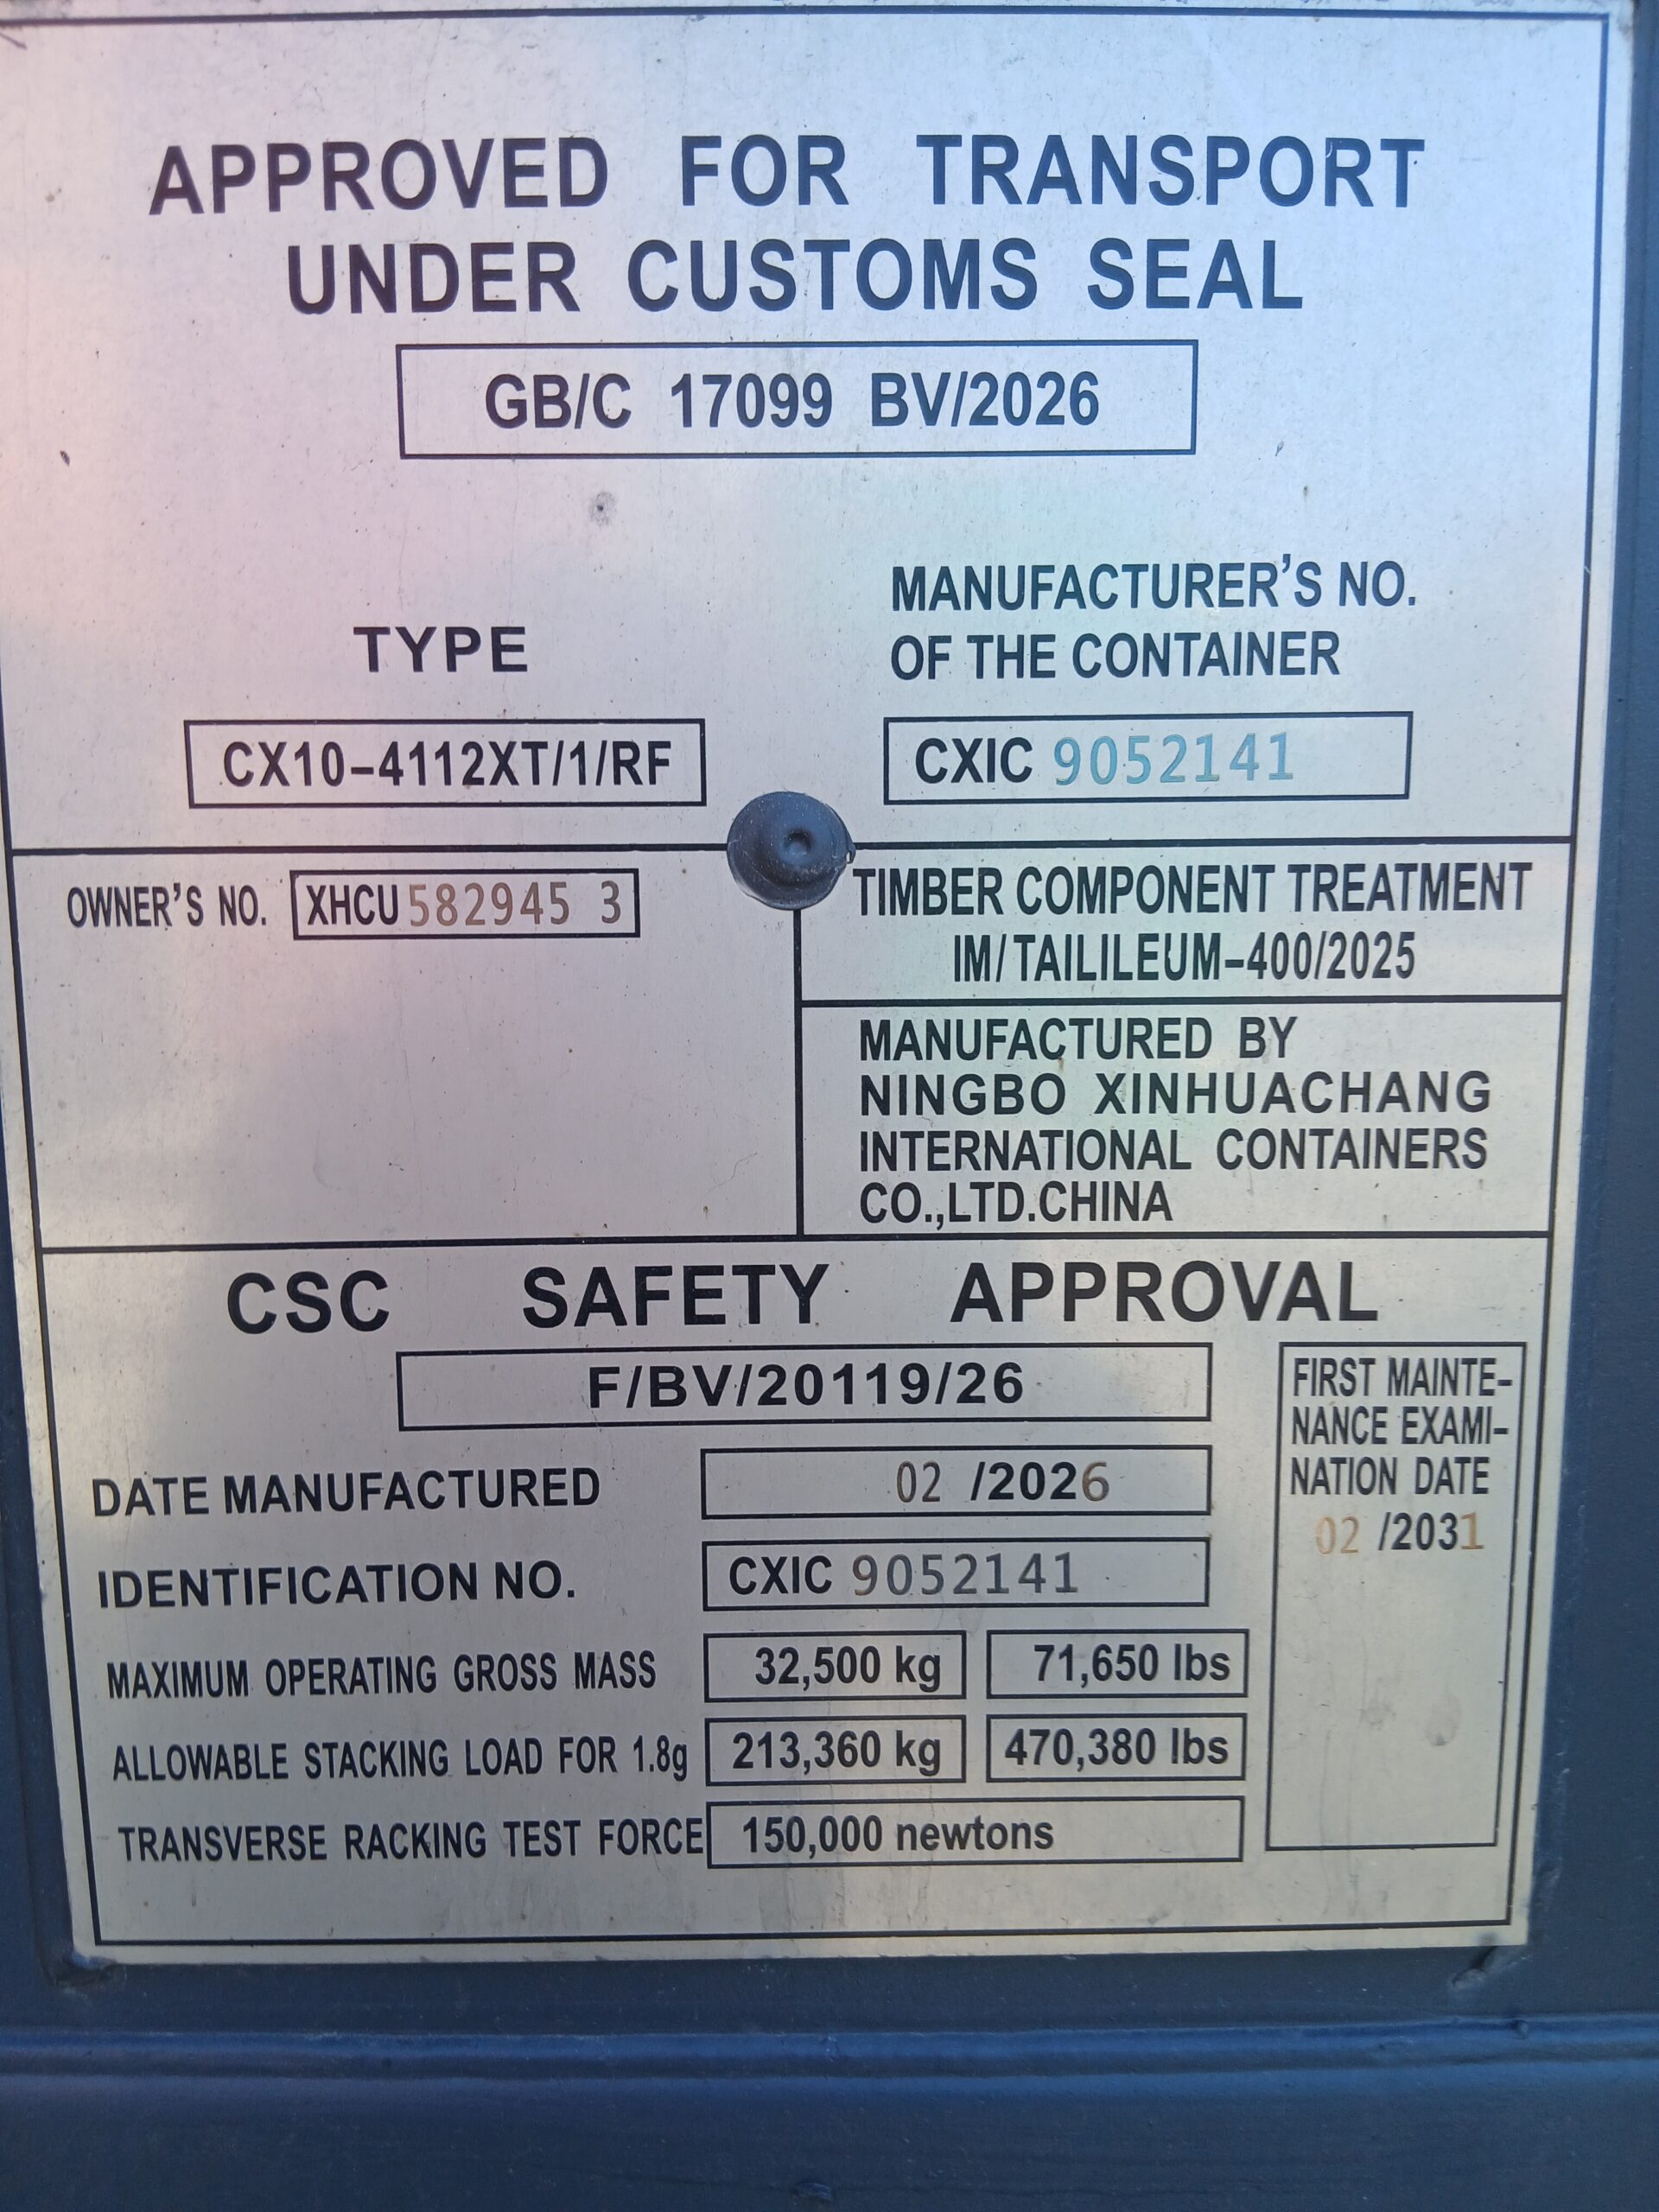 APPROVED FOR TRANSPORT
UNDER CUSTOMS SEAL
GB/C 17099 BV/2026
TYPE
CX10-4112XT/1/RF
MANUFACTURER'S NO.
OF THE CONTAINER
CXIC 9052141
OWNER'S NO. XHCU 582945 3
TIMBER COMPONENT TREATMENT
IM/TAILILEUM-400/2025
MANUFACTURED BY
NINGBO XINHUACHANG
INTERNATIONAL CONTAINERS
CO.,LTD.CHINA
CSC SAFETY APPROVAL
F/BV/20119/26
DATE MANUFACTURED 02 /2026
IDENTIFICATION NO. CXIC 9052141
MAXIMUM OPERATING GROSS MASS 32,500 kg 71,650 lbs
ALLOWABLE STACKING LOAD FOR 1.8g 213,360 kg 470,380 lbs
TRANSVERSE RACKING TEST FORCE 150,000 newtons
FIRST MAINTE-
NANCE EXAMI-
NATION DATE
02 /2031